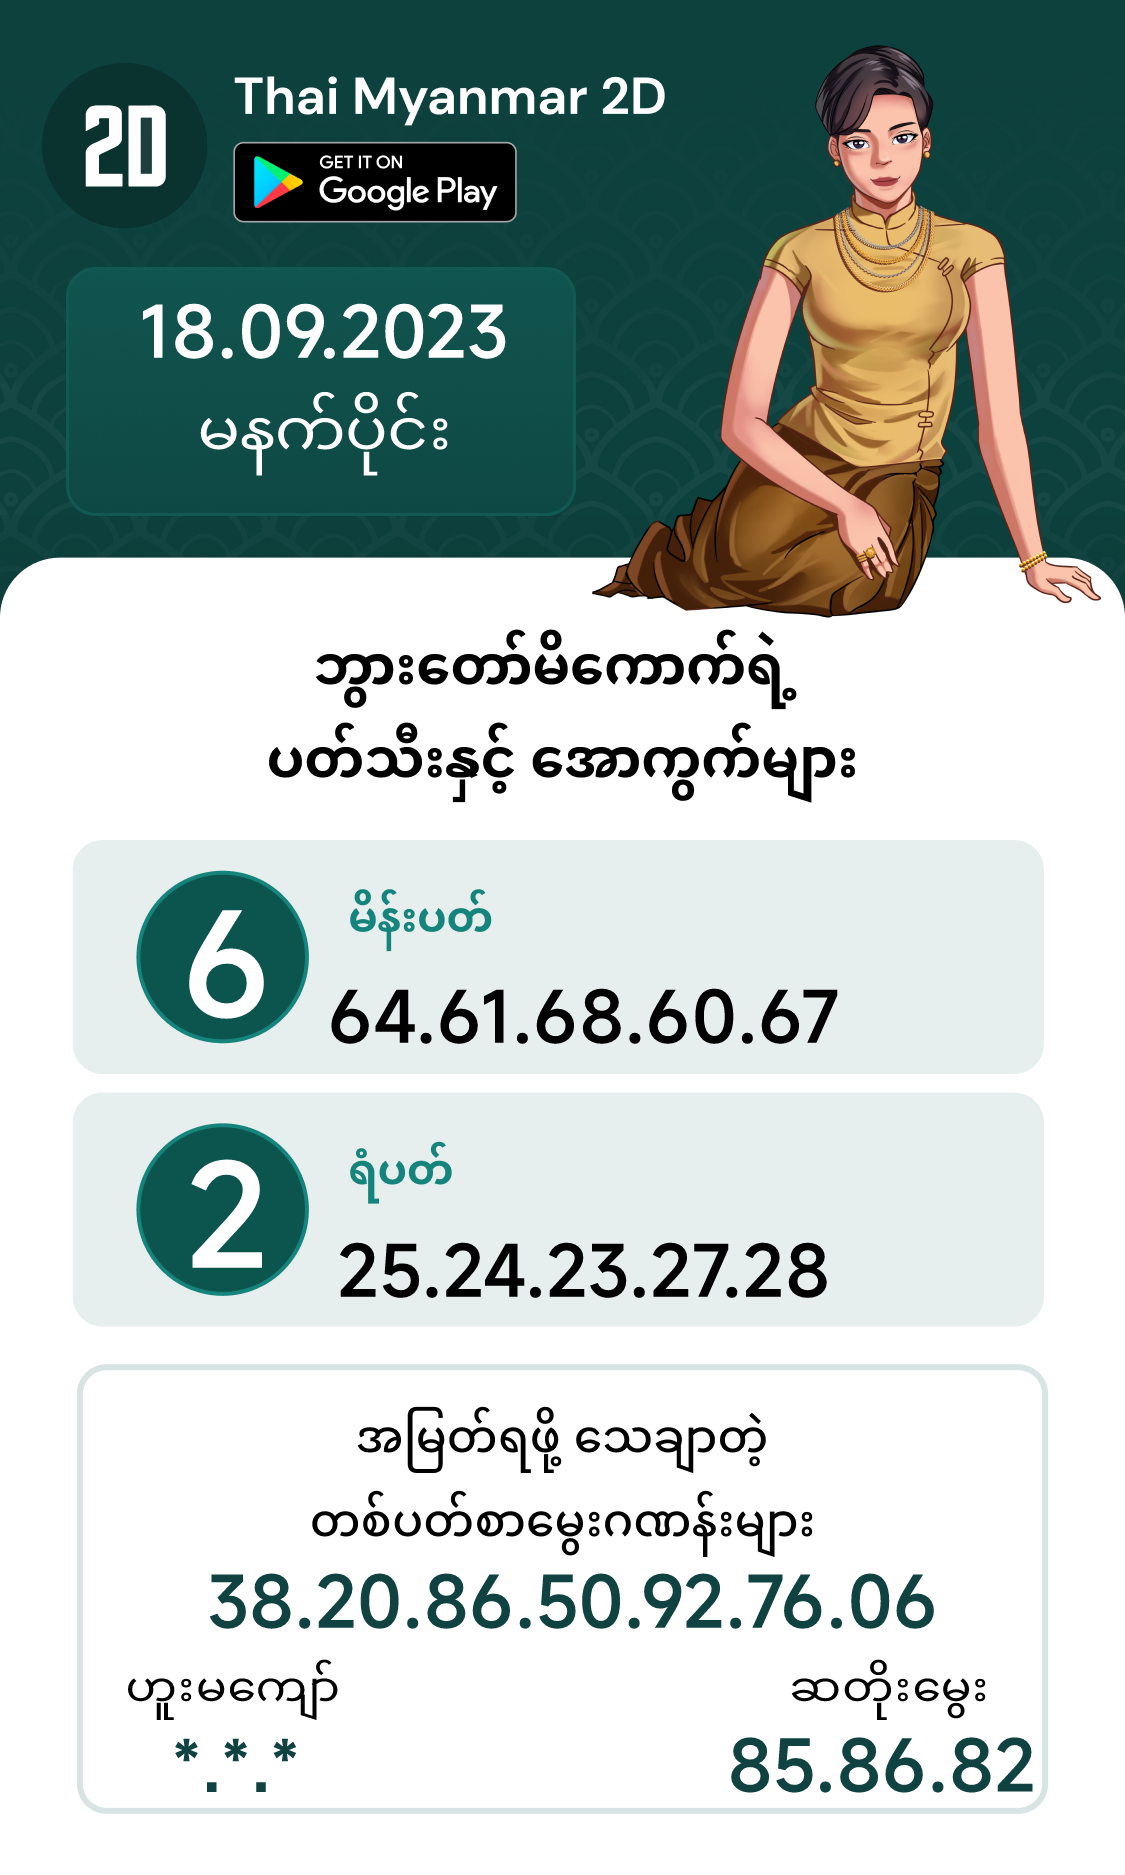 2D
Thai Myanmar 2D
GET IT ON
Google Play
18.09.2023
မနက်ပိုင်း
ဘွားတော်မိကောက်ရဲ့
ပတ်သီးနှင့် အောကွက်များ
6
မိန်းပတ်
64.61.68.60.67
2
ရံပတ်
25.24.23.27.28
အမြတ်ရဖို့ သေချာတဲ့
တစ်ပတ်စာမွေးဂဏန်းများ
38.20.86.50.92.76.06
ဟူးမကျော် ဆတိုးမွေး
*.*.* 85.86.82